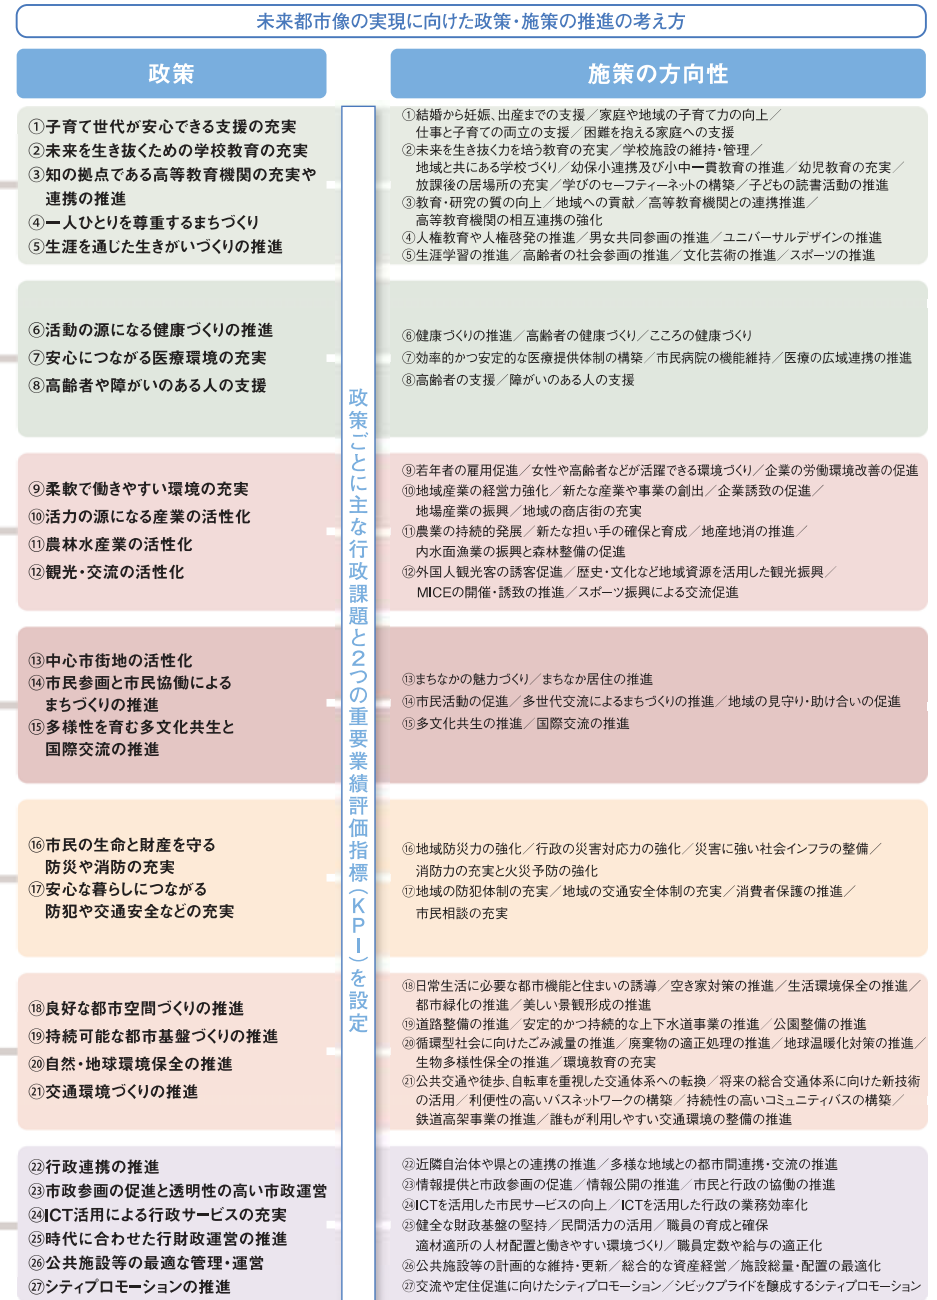 未来都市像の実現に向けた政策・施策の推進の考え方
政策
①子育て世代が安心できる支援の充実
②未来を生き抜くための学校教育の充実
③知の拠点である高等教育機関の充実や
連携の推進
④一人ひとりを尊重するまちづくり
⑤生涯を通じた生きがいづくりの推進
⑥活動の源になる健康づくりの推進
⑦安心につながる医療環境の充実
⑧高齢者や障がいのある人の支援
⑨柔軟で働きやすい環境の充実
⑩活力の源になる産業の活性化
⑪農林水産業の活性化
⑫観光・交流の活性化
⑬中心市街地の活性化
⑭市民参画と市民協働による
まちづくりの推進
⑮多様性を育む多文化共生と
国際交流の推進
⑯市民の生命と財産を守る
防災や消防の充実
⑰安心な暮らしにつながる
防犯や交通安全などの充実
⑱良好な都市空間づくりの推進
⑲持続可能な都市基盤づくりの推進
⑳自然・地球環境保全の推進
㉑交通環境づくりの推進
㉒行政連携の推進
㉓市政参画の促進と透明性の高い市政運営
㉔ICT活用による行政サービスの充実
㉕時代に合わせた行財政運営の推進
㉖公共施設等の最適な管理・運営
㉗シティプロモーションの推進
政策ごとに主な行政課題と2つの重要業績評価指標(KPI)を設定
施策の方向性
①結婚から妊娠、出産までの支援/家庭や地域の子育て力の向上/
仕事と子育ての両立の支援/困難を抱える家庭への支援
②未来を生き抜く力を培う教育の充実/学校施設の維持・管理/
地域と共にある学校づくり/幼保小連携及び小中一貫教育の推進/幼児教育の充実/
放課後の居場所の充実/学びのセーフティーネットの構築/子どもの読書活動の推進
③教育・研究の質の向上/地域への貢献/高等教育機関との連携推進/
高等教育機関の相互連携の強化
④人権教育や人権啓発の推進/男女共同参画の推進/ユニバーサルデザインの推進
⑤生涯学習の推進/高齢者の社会参画の推進/文化芸術の推進/スポーツの推進
⑥健康づくりの推進/高齢者の健康づくり/こころの健康づくり
⑦効率的かつ安定的な医療提供体制の構築/市民病院の機能維持/医療の広域連携の推進
⑧高齢者の支援/障がいのある人の支援
⑨若年者の雇用促進/女性や高齢者などが活躍できる環境づくり/企業の労働環境改善の促進
⑩地域産業の経営力強化/新たな産業や事業の創出/企業誘致の促進/
地場産業の振興/地域の商店街の充実
⑪農業の持続的発展/新たな担い手の確保と育成/地産地消の推進/
内水面漁業の振興と森林整備の促進
⑫外国人観光客の誘客促進/歴史・文化など地域資源を活用した観光振興/
MICEの開催・誘致の推進/スポーツ振興による交流促進
⑬まちなかの魅力づくり/まちなか居住の推進
⑭市民活動の促進/多世代交流によるまちづくりの推進/地域の見守り・助け合いの促進
⑮多文化共生の推進/国際交流の推進
⑯地域防災力の強化/行政の災害対応力の強化/災害に強い社会インフラの整備/
消防力の充実と火災予防の強化
⑰地域の防犯体制の充実/地域の交通安全体制の充実/消費者保護の推進/
市民相談の充実
⑱日常生活に必要な都市機能と住まいの誘導/空き家対策の推進/生活環境保全の推進/
都市緑化の推進/美しい景観形成の推進
⑲道路整備の推進/安定的かつ持続的な上下水道事業の推進/公園整備の推進
⑳循環型社会に向けたごみ減量の推進/廃棄物の適正処理の推進/地球温暖化対策の推進/
生物多様性保全の推進/環境教育の充実
㉑公共交通や徒歩、自転車を重視した交通体系への転換/将来の総合交通体系に向けた新技術
の活用/利便性の高いバスネットワークの構築/持続性の高いコミュニティバスの構築/
鉄道高架事業の推進/誰もが利用しやすい交通環境の整備の推進
㉒近隣自治体や県との連携の推進/多様な地域との都市間連携・交流の推進
㉓情報提供と市政参画の促進/情報公開の推進/市民と行政の協働の推進
㉔ICTを活用した市民サービスの向上/ICTを活用した行政の業務効率化
㉕健全な財政基盤の堅持/民間活力の活用/職員の育成と確保
適材適所の人材配置と働きやすい環境づくり/職員定数や給与の適正化
㉖公共施設等の計画的な維持・更新/総合的な資産経営/施設総量・配置の最適化
㉗交流や定住促進に向けたシティプロモーション/シビックプライドを醸成するシティプロモーション